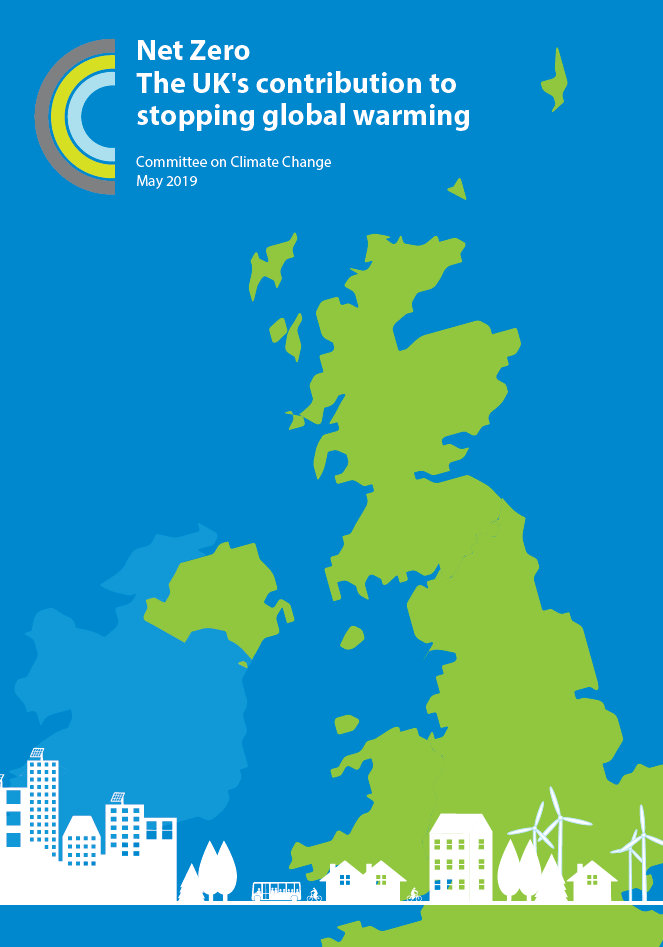 Net Zero
The UK's contribution to
stopping global warming
Committee on Climate Change
May 2019